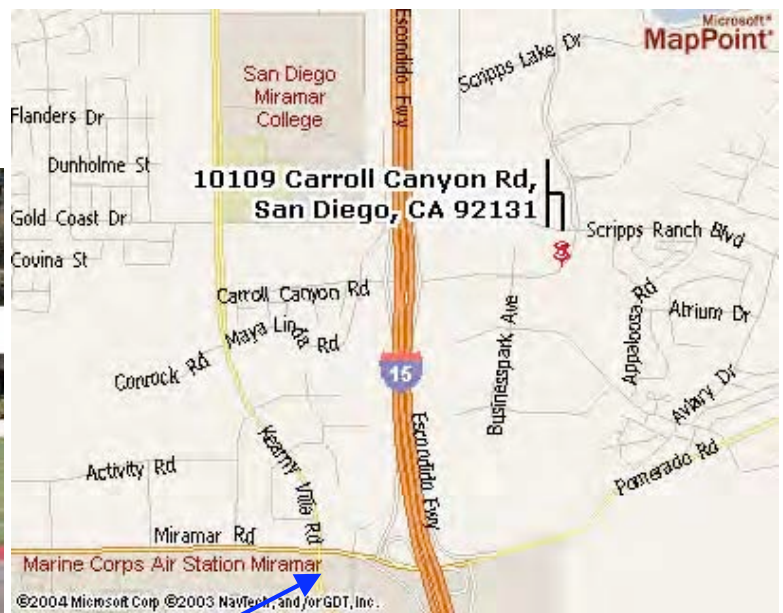 Microsoft®
MapPoint®
Scripps Lake Dr
Escondido Fwy
San Diego
Miramar
College
Flanders Dr
Dunholme St
10109 Carroll Canyon Rd,
San Diego, CA 92131
Gold Coast Dr
Scripps Ranch Blvd
Covina St
Carroll Canyon Rd
Appaloosa Rd
Atrium Dr
Maya Linda Rd
Businesspark Ave
Conrock Rd
15
Aviary Dr
Kearny Villa Rd
Escondido Fwy
Pomerado Rd
Activity Rd
Miramar Rd
Marine Corps Air Station Miramar
©2004 Microsoft Corp ©2003 NavTech, and/or GDT, Inc.